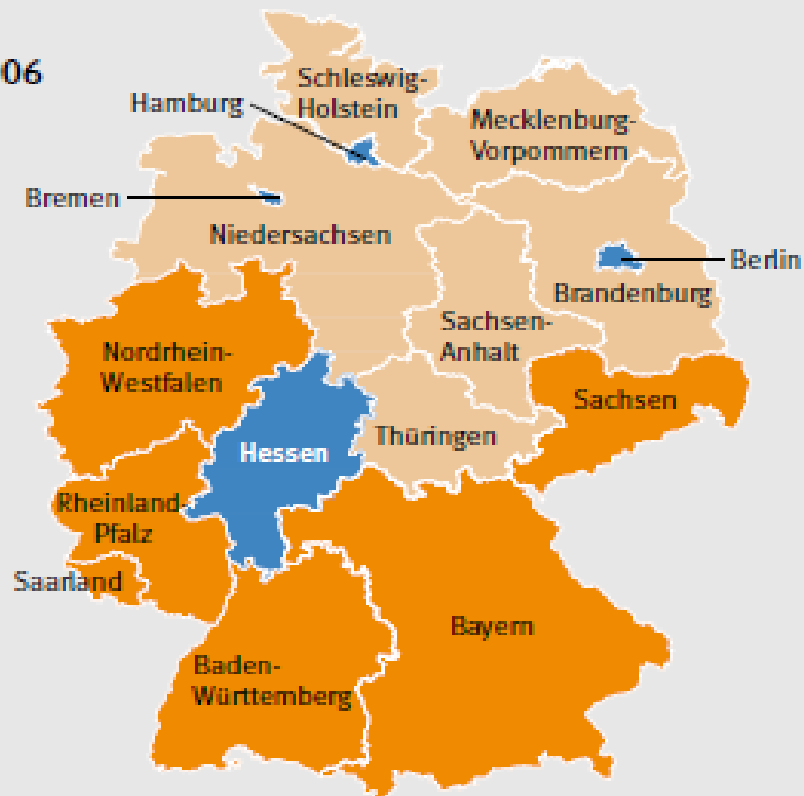 06
Schleswig-
Holstein
Hamburg
Mecklenburg-
Vorpommern
Bremen
Niedersachsen
Berlin
Brandenburg
Sachsen-
Anhalt
Nordrhein-
Westfalen
Sachsen
Thüringen
Hessen
Rheinland-
Pfalz
Saarland
Bayern
Baden-
Württemberg